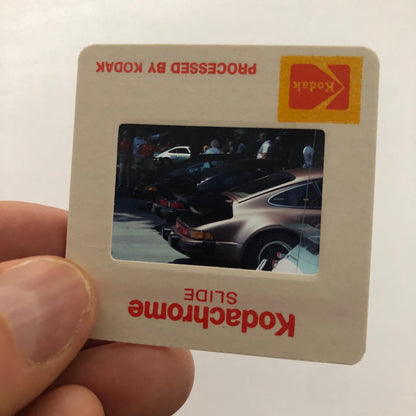 Kodachrome
SLIDE
PROCESSED BY KODAK
Kodak